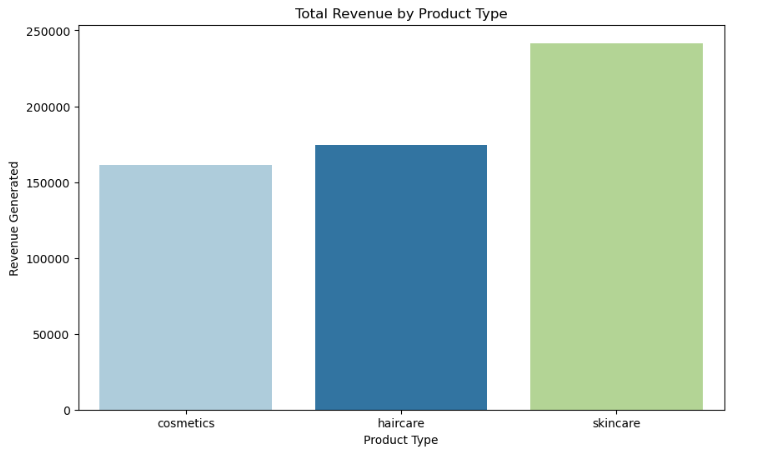 Total Revenue by Product Type
250000
200000
150000
100000
50000
0
Revenue Generated
cosmetics
haircare
skincare
Product Type